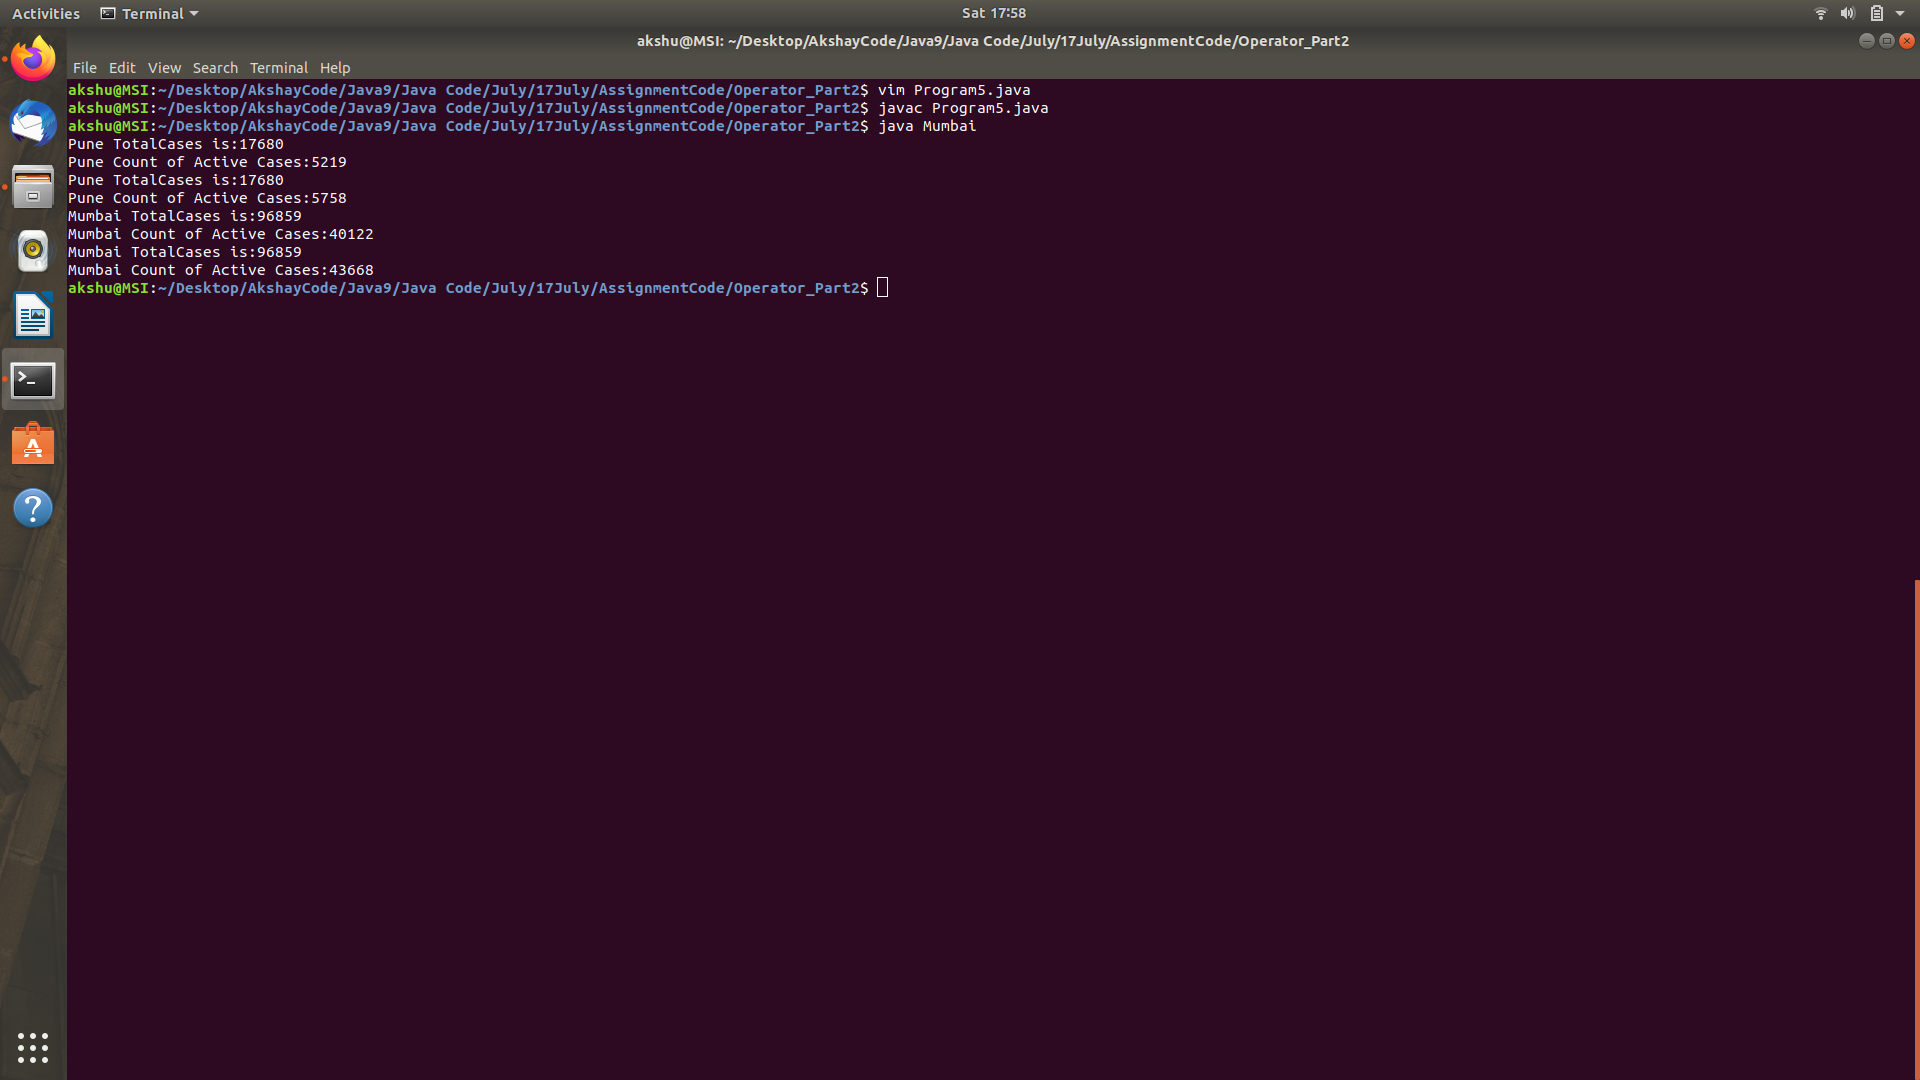 Activities Terminal Sat 17:58
akshu@MSI: ~/Desktop/AkshayCode/Java9/Java Code/July/17July/AssignmentCode/Operator_Part2
File Edit View Search Terminal Help
akshu@MSI:~/Desktop/AkshayCode/Java9/Java Code/July/17July/AssignmentCode/Operator_Part2$ vim Program5.java
akshu@MSI:~/Desktop/AkshayCode/Java9/Java Code/July/17July/AssignmentCode/Operator_Part2$ javac Program5.java
akshu@MSI:~/Desktop/AkshayCode/Java9/Java Code/July/17July/AssignmentCode/Operator_Part2$ java Mumbai
Pune TotalCases is:17680
Pune Count of Active Cases:5219
Pune TotalCases is:17680
Pune Count of Active Cases:5758
Mumbai TotalCases is:96859
Mumbai Count of Active Cases:40122
Mumbai TotalCases is:96859
Mumbai Count of Active Cases:43668
akshu@MSI:~/Desktop/AkshayCode/Java9/Java Code/July/17July/AssignmentCode/Operator_Part2$